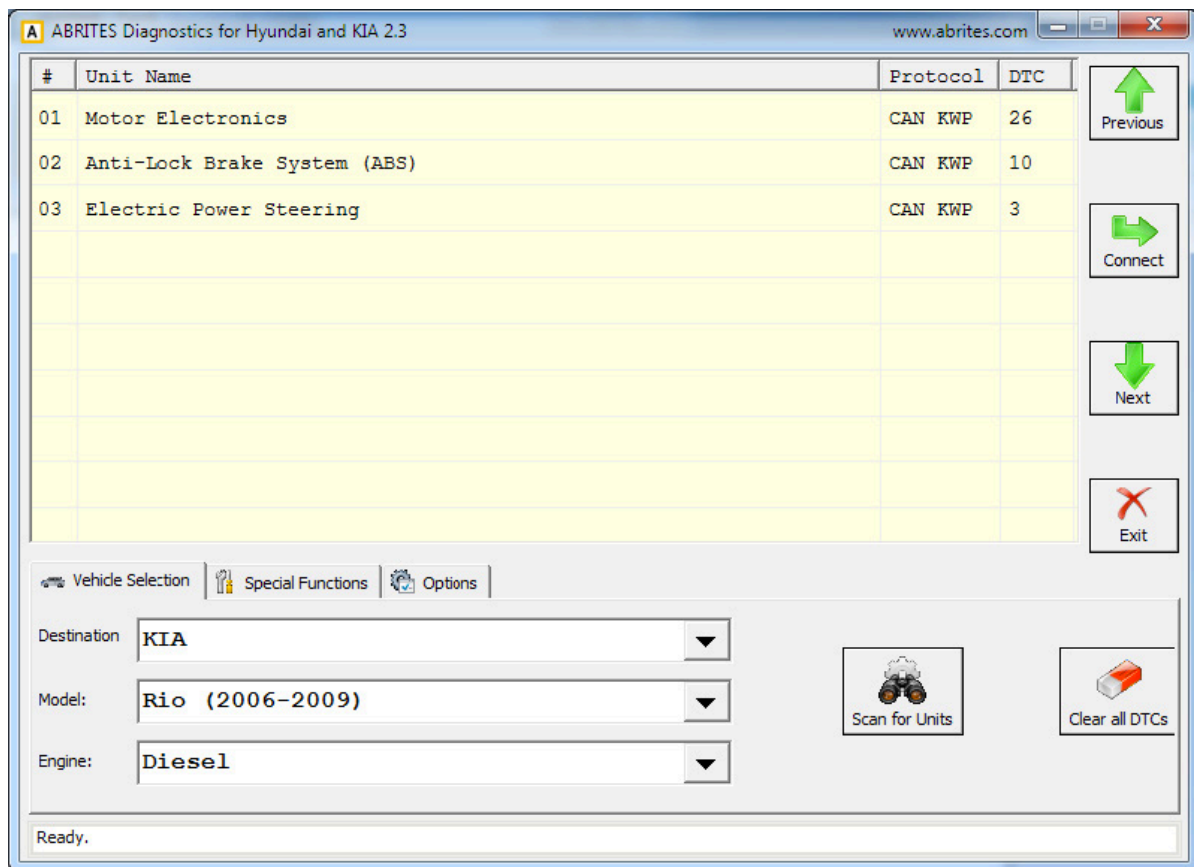 A ABRITES Diagnostics for Hyundai and KIA 2.3 www.abrites.com
# Unit Name Protocol DTC
01 Motor Electronics CAN KWP 26
02 Anti-Lock Brake System (ABS) CAN KWP 10
03 Electric Power Steering CAN KWP 3
Previous
Connect
Next
Exit
Vehicle Selection Special Functions Options
Destination KIA
Model: Rio (2006-2009)
Engine: Diesel
Scan for Units Clear all DTCs
Ready.